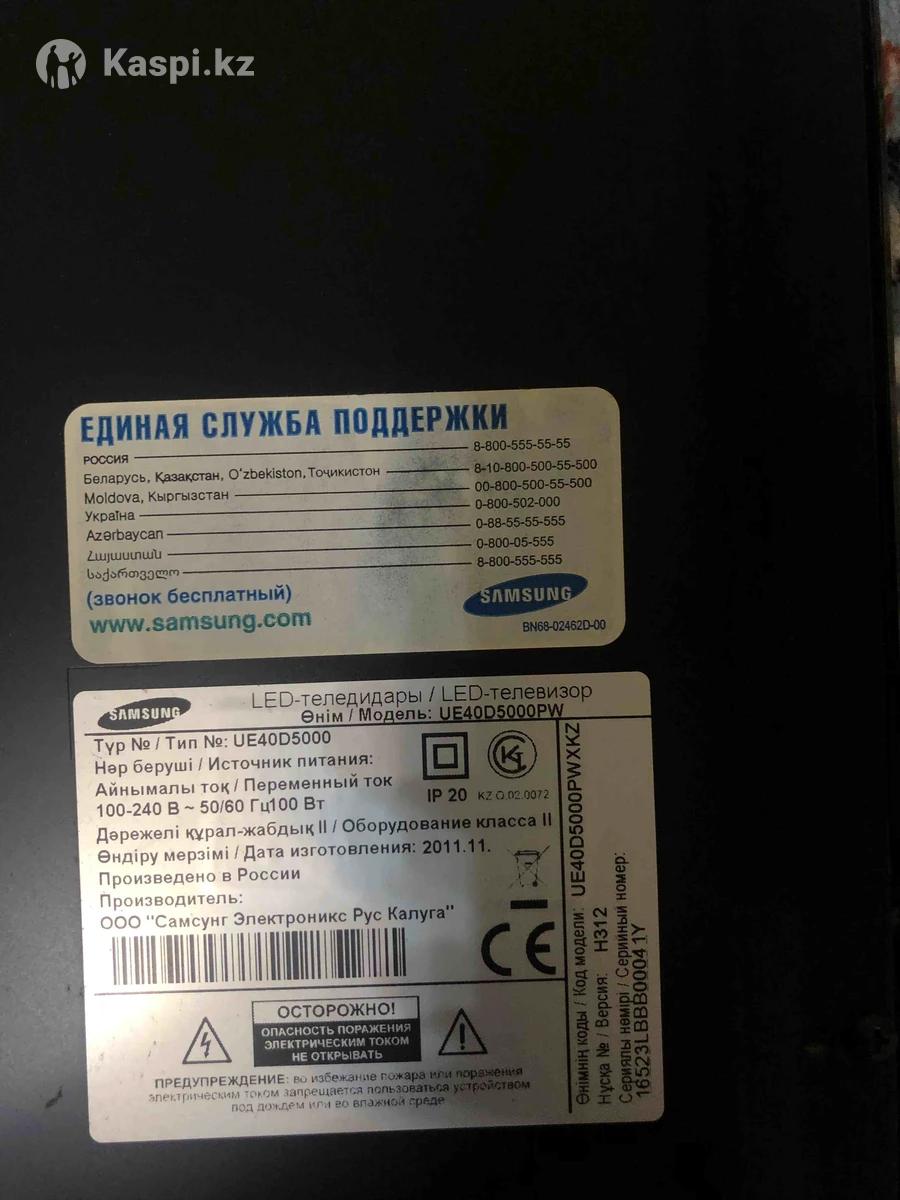 Kaspi.kz
ЕДИНАЯ СЛУЖБА ПОДДЕРЖКИ
РОССИЯ 8-800-555-55-55
Беларусь, Қазақстан, O'zbekiston, Тоҷикистон 8-10-800-500-55-500
Moldova, Кыргызстан 00-800-500-55-500
Україна 0-800-502-000
Azərbaycan 0-88-55-55-555
Հայաստան 0-800-05-555
საქართველო 8-800-555-555
(звонок бесплатный)
www.samsung.com
SAMSUNG
BN68-02462D-00
SAMSUNG
LED-теледидары / LED-телевизор
Өнім / Модель: UE40D5000PW
Түр № / Тип №: UE40D5000
Нәр беруші / Источник питания:
Айнымалы тоқ / Переменный ток
100-240 В ~ 50/60 Гц100 Вт
IP 20 KZ.O.02.0072
Дәрежелі құрал-жабдық II / Оборудование класса II
Өндіру мерзімі / Дата изготовления: 2011.11.
Произведено в России
Производитель:
ООО "Самсунг Электроникс Рус Калуга"
CE
ОСТОРОЖНО!
ОПАСНОСТЬ ПОРАЖЕНИЯ
ЭЛЕКТРИЧЕСКИМ ТОКОМ
НЕ ОТКРЫВАТЬ
ПРЕДУПРЕЖДЕНИЕ: во избежание пожара или поражения
электрическим током запрещается пользоваться устройством
под дождем или во влажной среде
Өнімнің коды / Код модели: UE40D5000PWXKZ
Нұсқа № / Версия: H312
Сериялы нөмірі / Серийный номер:
16523LBBB00041Y